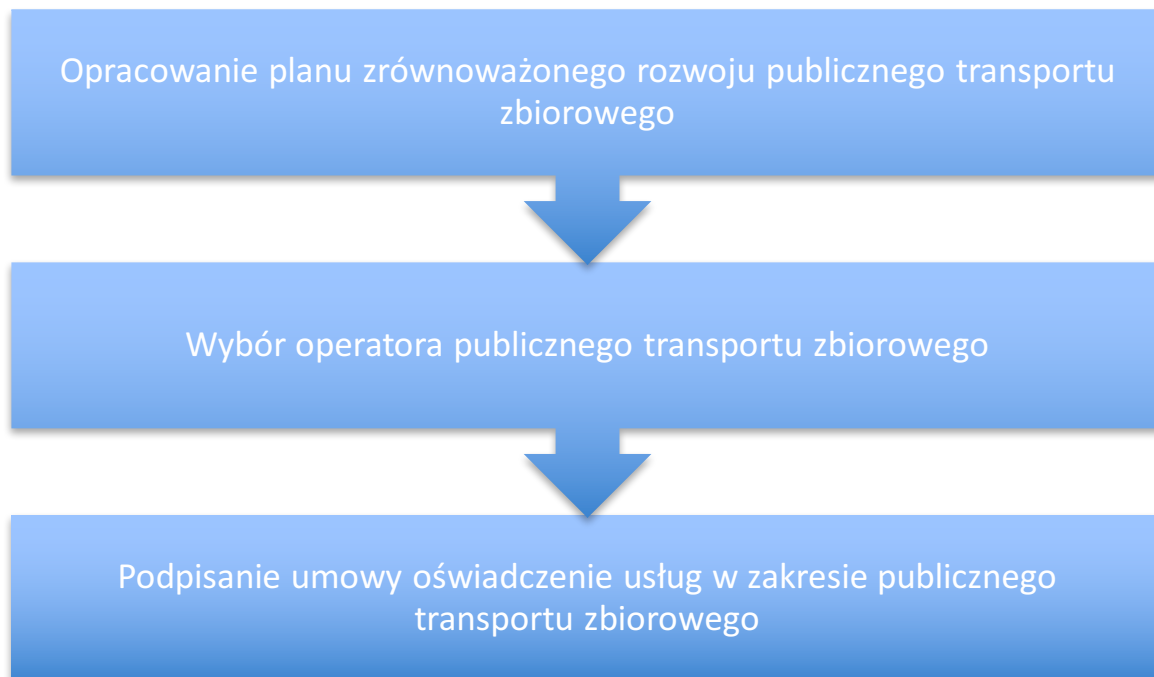 Opracowanie planu zrównoważonego rozwoju publicznego transportu
zbiorowego
Wybór operatora publicznego transportu zbiorowego
Podpisanie umowy oświadczenie usług w zakresie publicznego
transportu zbiorowego